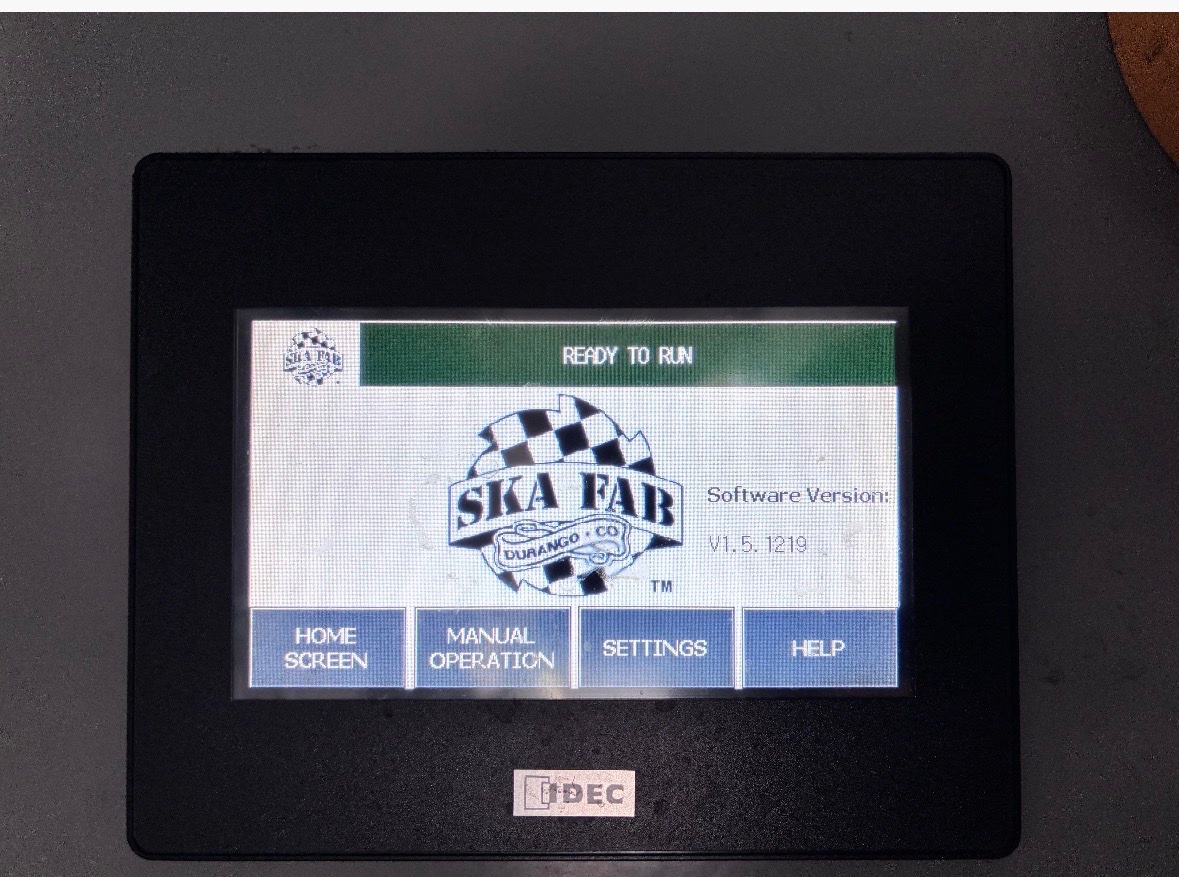 SKA FAB
READY TO RUN
SKA FAB
DURANGO • CO
TM
Software Version:
V1.5.1219
HOME
SCREEN
MANUAL
OPERATION
SETTINGS
HELP
IDEC